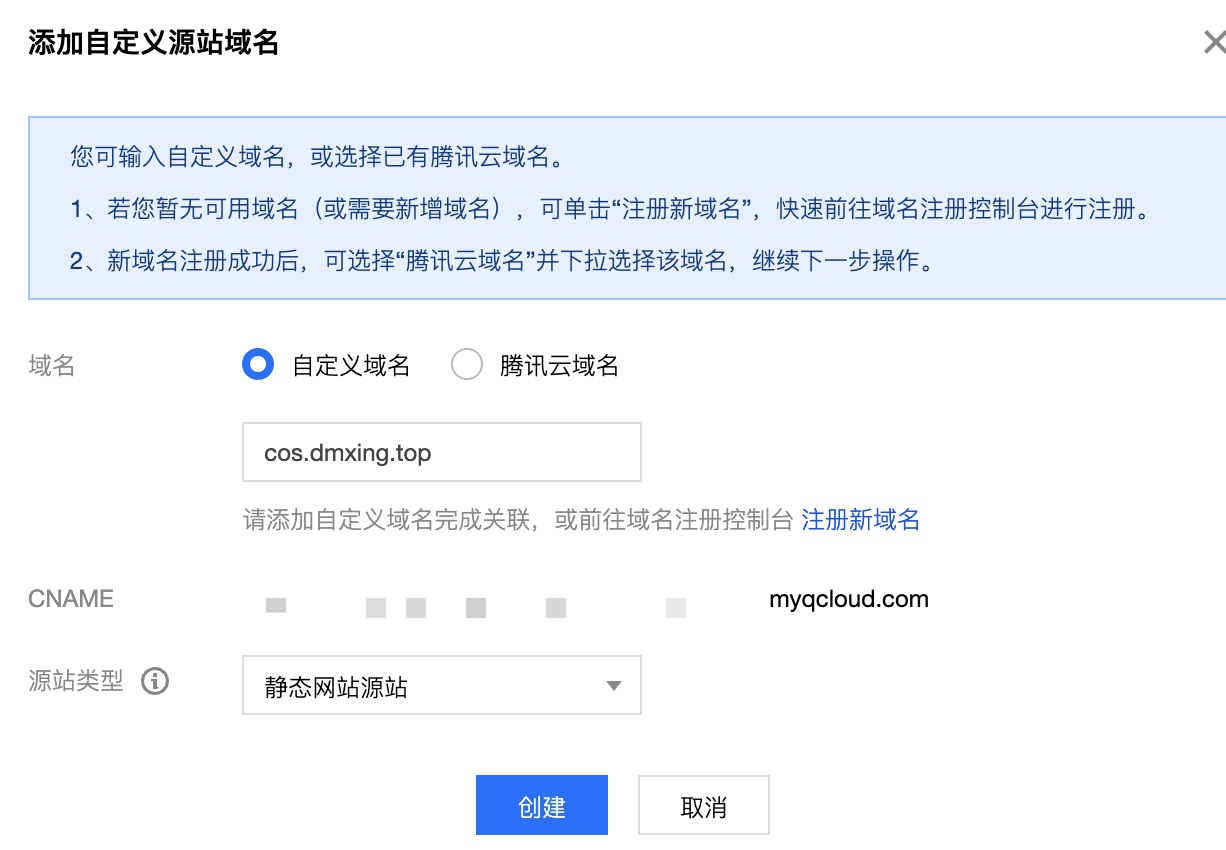 添加自定义源站域名
您可输入自定义域名，或选择已有腾讯云域名。
1、若您暂无可用域名（或需要新增域名），可单击“注册新域名”，快速前往域名注册控制台进行注册。
2、新域名注册成功后，可选择“腾讯云域名”并下拉选择该域名，继续下一步操作。
域名 自定义域名 腾讯云域名
cos.dmxing.top
请添加自定义域名完成关联，或前往域名注册控制台 注册新域名
CNAME myqcloud.com
源站类型 静态网站源站
创建 取消